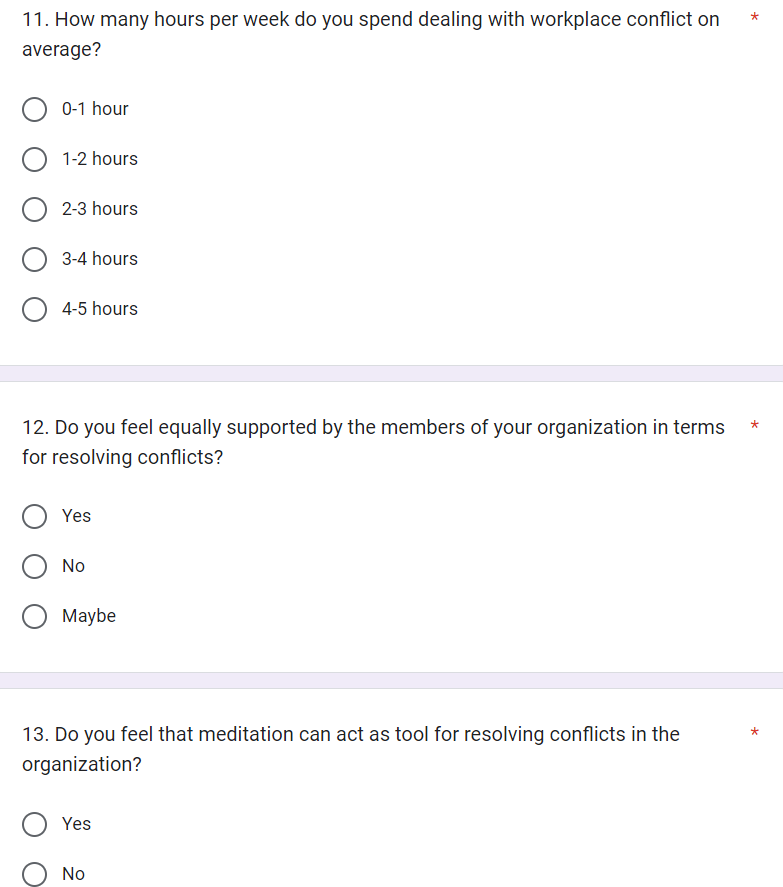 11. How many hours per week do you spend dealing with workplace conflict on *
average?
0-1 hour
1-2 hours
2-3 hours
3-4 hours
4-5 hours
12. Do you feel equally supported by the members of your organization in terms *
for resolving conflicts?
Yes
No
Maybe
13. Do you feel that meditation can act as tool for resolving conflicts in the *
organization?
Yes
No